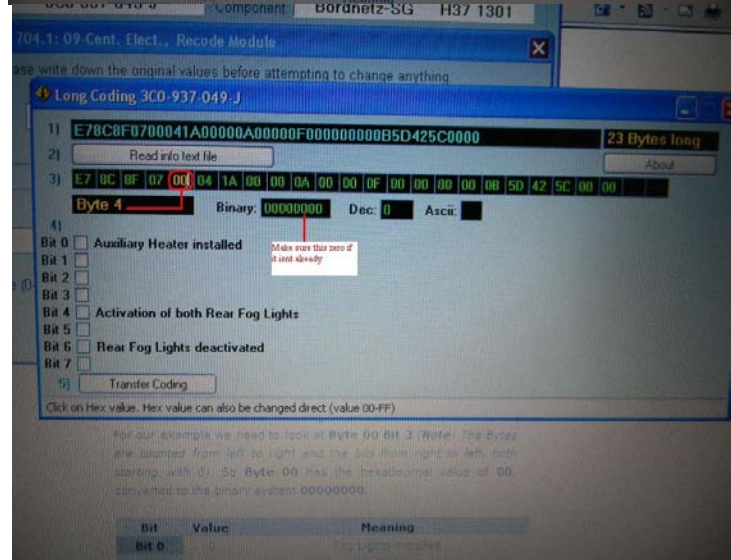 Component: Bordnetz-SG H37 1301
704.1: 09-Cent. Elect., Recode Module
ase write down the original values before attempting to change anything
Long Coding 3C0-937-049-J
1)
23 Bytes long
2) Read info text file
About
3) E7 8C 8F 07 00 04 1A 00 00 0A 00 00 0F 00 00 00 00 0B 5D 42 5C 00 00
Byte 4 Binary: 00000000 Dec: 0 Ascii:
4)
Make sure this zero if
it isnt already
Bit 0 Auxiliary Heater installed
Bit 1
Bit 2
Bit 3
Bit 4 Activation of both Rear Fog Lights
Bit 5
Bit 6 Rear Fog Lights deactivated
Bit 7
5) Transfer Coding
Click on Hex value. Hex value can also be changed direct (value 00-FF)
For our example we need to look at Byte 00 Bit 3 (Note: The Bytes
are counted from left to right and the bits from right to left, both
starting with 0). So Byte 00 has the hexadecimal value of 00,
converted to the binary system 00000000.
Bit Value Meaning
Bit 0 0 Fog Lights installed